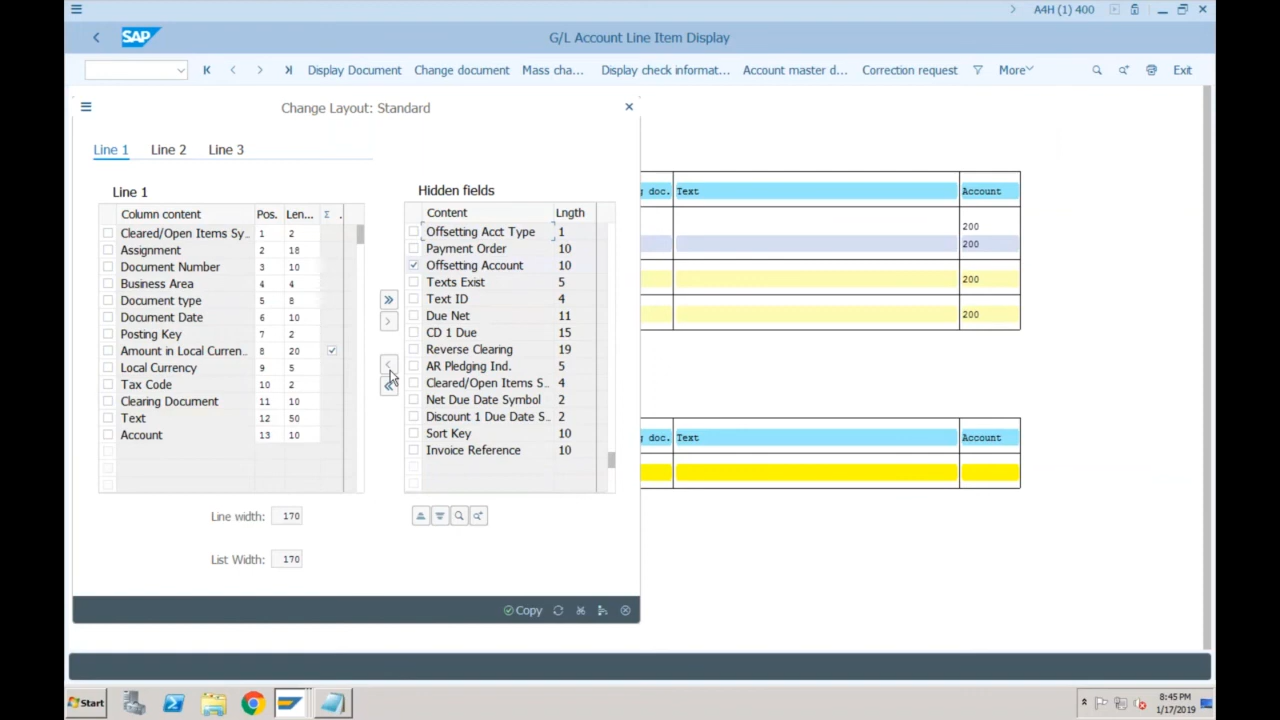 A4H (1) 400
SAP
G/L Account Line Item Display
Display Document Change document Mass cha... Display check informat... Account master d... Correction request More Exit
Change Layout: Standard
Line 1 Line 2 Line 3
Line 1
Column content Pos. Len... Σ .
Cleared/Open Items Sy.. 1 2
Assignment 2 18
Document Number 3 10
Business Area 4 4
Document type 5 8
Document Date 6 10
Posting Key 7 2
Amount in Local Curren.. 8 20
Local Currency 9 5
Tax Code 10 2
Clearing Document 11 10
Text 12 50
Account 13 10
Line width: 170
List Width: 170
Hidden fields
Content Lngth
Offsetting Acct Type 1
Payment Order 10
Offsetting Account 10
Texts Exist 5
Text ID 4
Due Net 11
CD 1 Due 15
Reverse Clearing 19
AR Pledging Ind. 5
Cleared/Open Items S.. 4
Net Due Date Symbol 2
Discount 1 Due Date S.. 2
Sort Key 10
Invoice Reference 10
Copy
doc. Text Account
200
200
200
200
doc. Text Account
Start
8:45 PM
1/17/2019